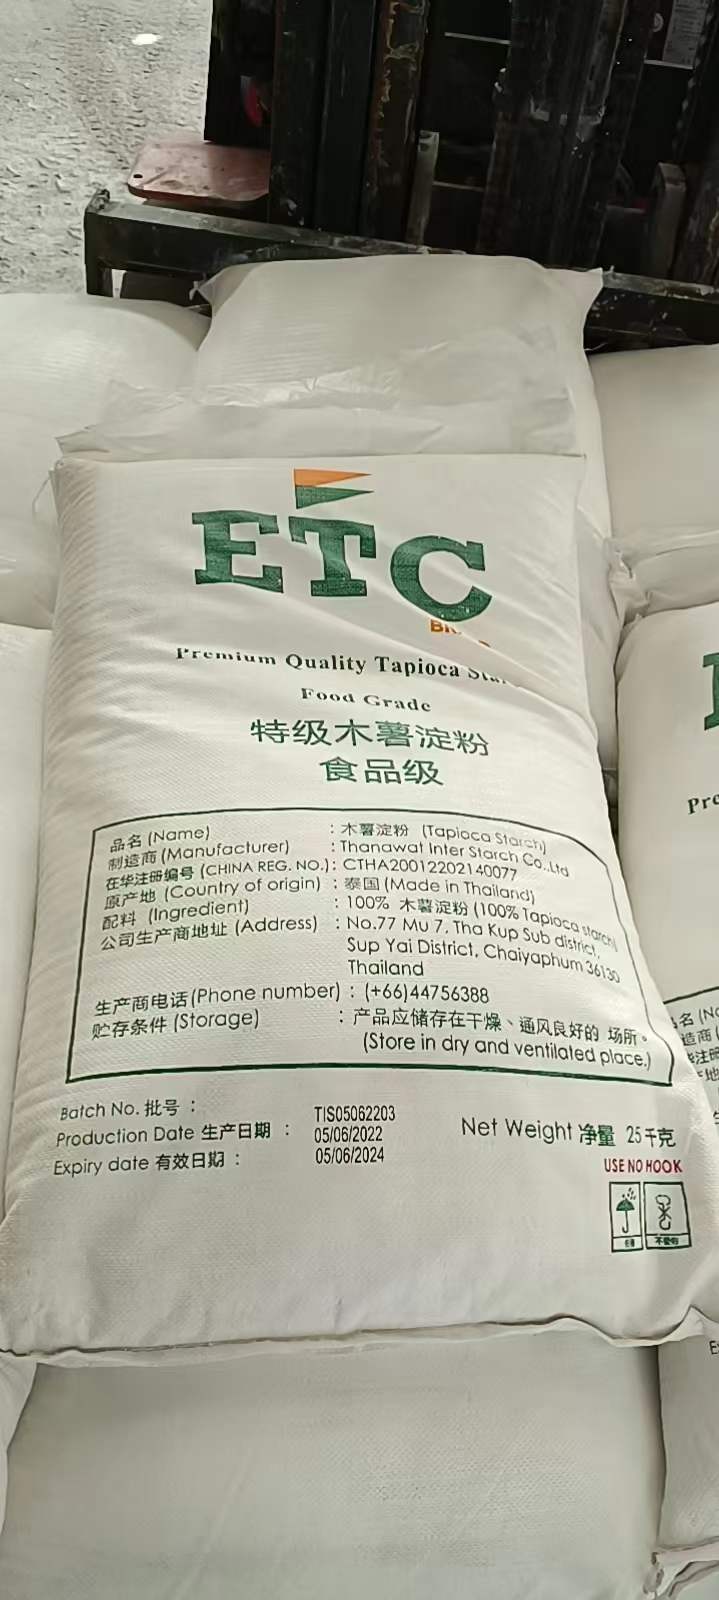 ETC
Premium Quality Tapioca
Food Grade
特级木薯淀粉
食品级
品名 (Name) : 木薯淀粉 (Tapioca Starch)
制造商 (Manufacturer) : Thanawat Inter Starch Co.,Ltd
在华注册编号 (CHINA REG. NO.) : CTHA20012202140077
原产地 (Country of origin) : 泰国 (Made in Thailand)
配料 (Ingredient) : 100% 木薯淀粉 (100% Tapioca starch)
公司生产商地址 (Address) : No.77 Mu 7, Tha Kup Sub district,
Sup Yai District, Chaiyaphum 36130
Thailand
生产商电话 (Phone number) : (+66)44756388
贮存条件 (Storage) : 产品应储存在干燥、通风良好的 场所。
(Store in dry and ventilated place.)
Batch No. 批号 : TIS05062203
Production Date 生产日期 : 05/06/2022
Expiry date 有效日期 : 05/06/2024
Net Weight 净量 25千克
USE NO HOOK